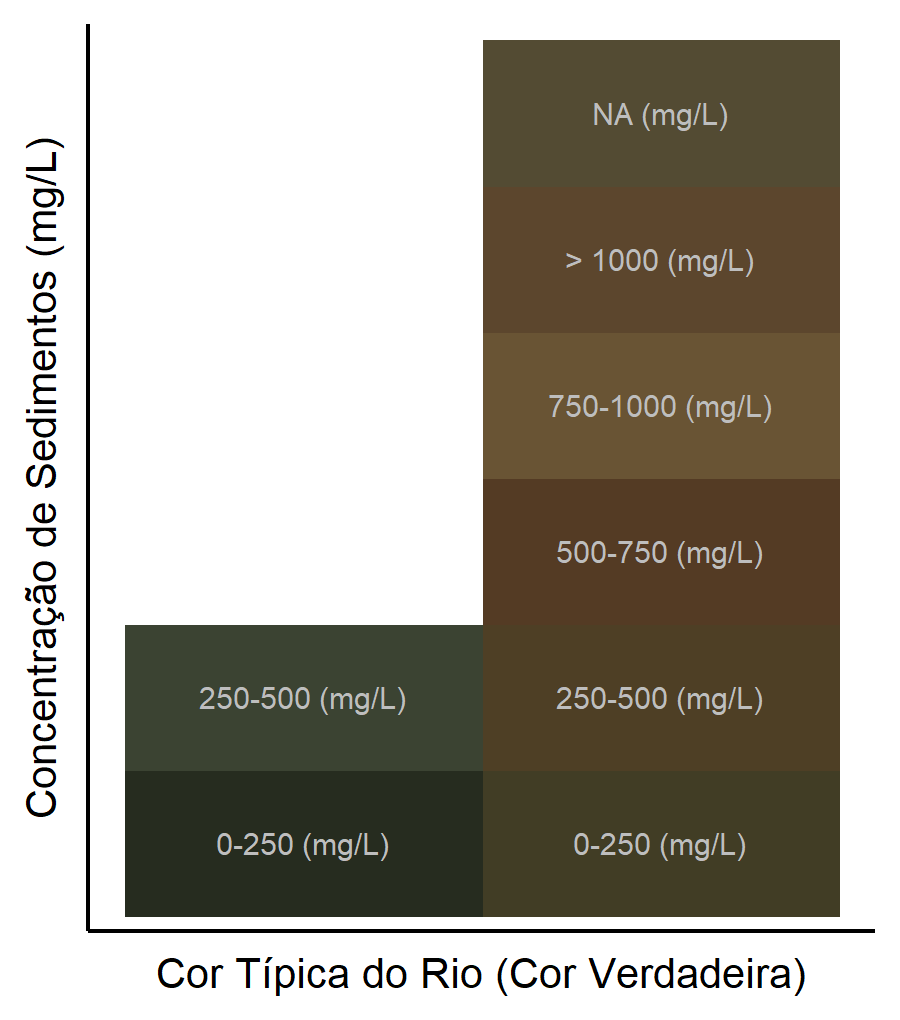 Concentração de Sedimentos (mg/L)
NA (mg/L)
> 1000 (mg/L)
750-1000 (mg/L)
500-750 (mg/L)
250-500 (mg/L)
250-500 (mg/L)
0-250 (mg/L)
0-250 (mg/L)
Cor Típica do Rio (Cor Verdadeira)